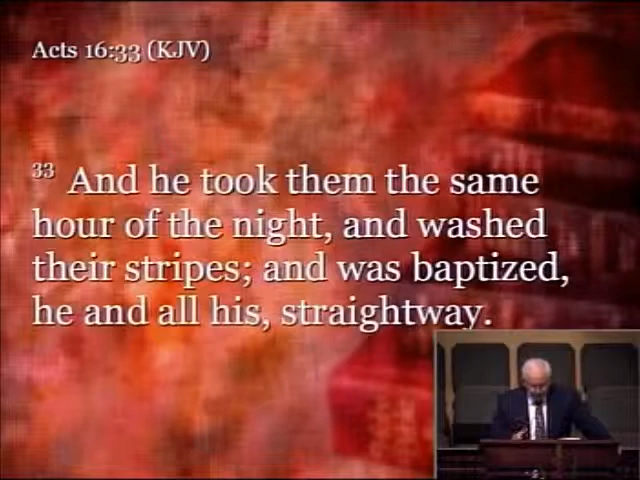 Acts 16:33 (KJV)
33 And he took them the same
hour of the night, and washed
their stripes; and was baptized,
he and all his, straightway.